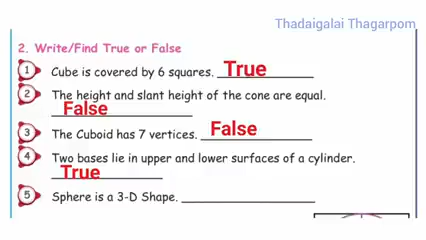 Thadaigalai Thagarpom
2. Write/Find True or False
1 Cube is covered by 6 squares. True
2 The height and slant height of the cone are equal.
False
3 The Cuboid has 7 vertices. False
4 Two bases lie in upper and lower surfaces of a cylinder.
True
5 Sphere is a 3-D Shape.